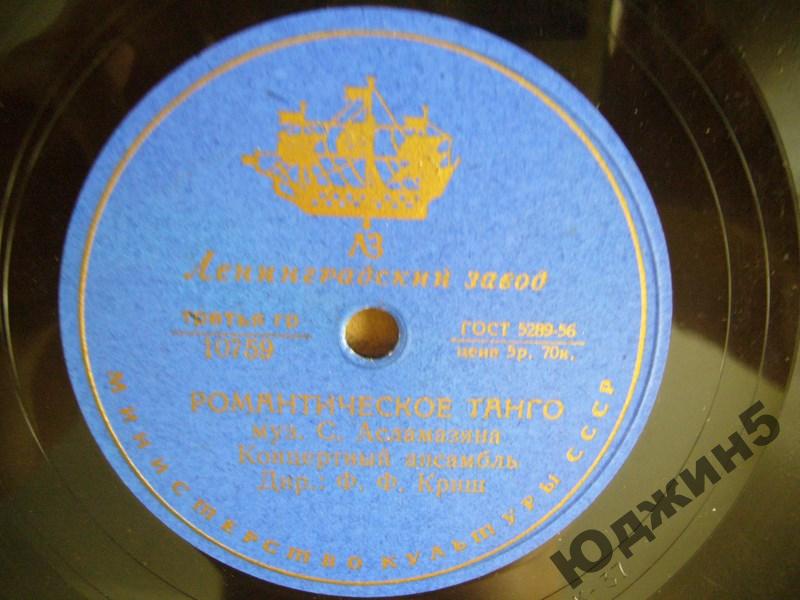 ЛЗ
Ленинградский завод
третья гр
10759
ГОСТ 5289-56
цена 5р. 70к.
РОМАНТИЧЕСКОЕ ТАНГО
муз. С. Асламазяна
Концертный ансамбль
Дир.: Ф. Ф. Криш
МИНИСТЕРСТВО КУЛЬТУРЫ СССР
Юджин5